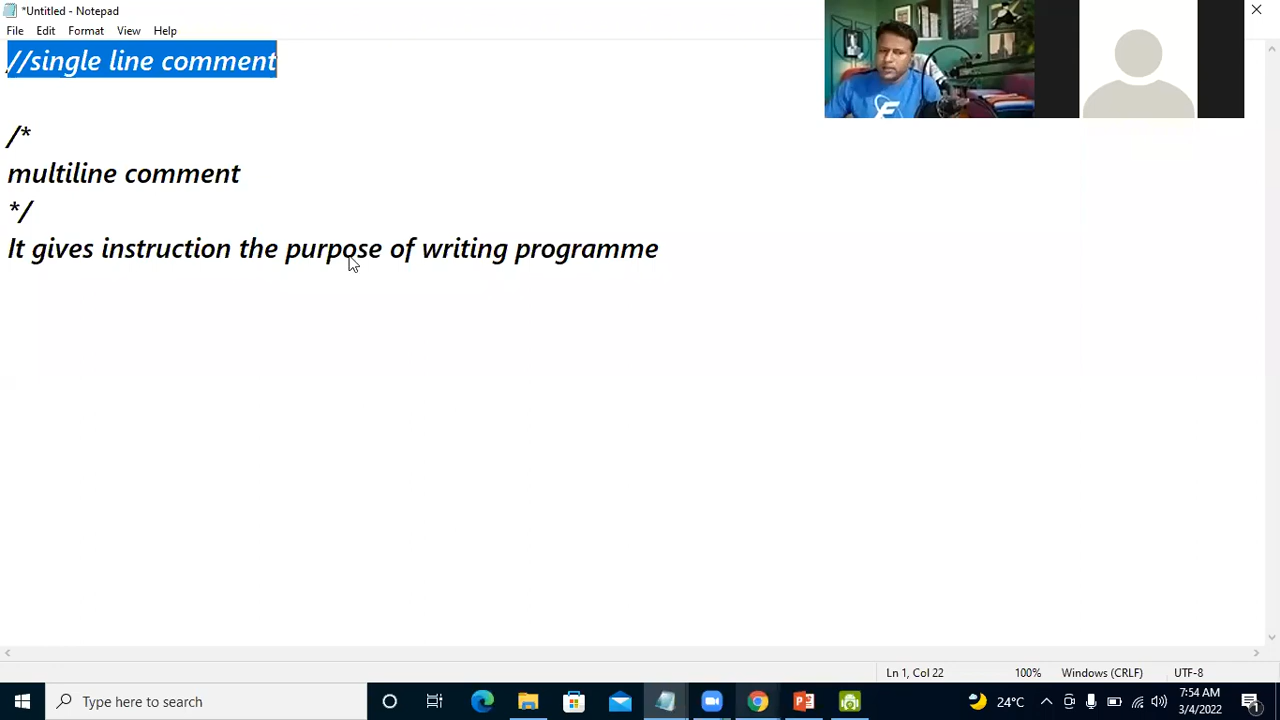 *Untitled - Notepad
File Edit Format View Help
//single line comment
/*
multiline comment
*/
It gives instruction the purpose of writing programme
Ln 1, Col 22 100% Windows (CRLF) UTF-8
Type here to search
24°C
7:54 AM
3/4/2022
1